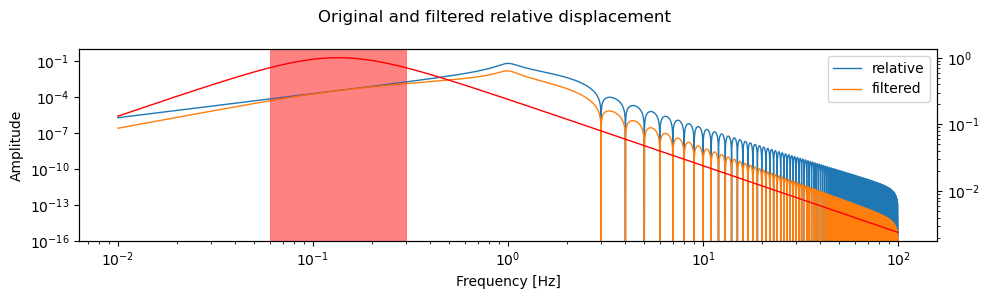 Original and filtered relative displacement
10^-1
10^-4
10^-7
10^-10
10^-13
10^-16
Amplitude
relative
filtered
10^0
10^-1
10^-2
10^-2
10^-1
10^0
10^1
10^2
Frequency [Hz]